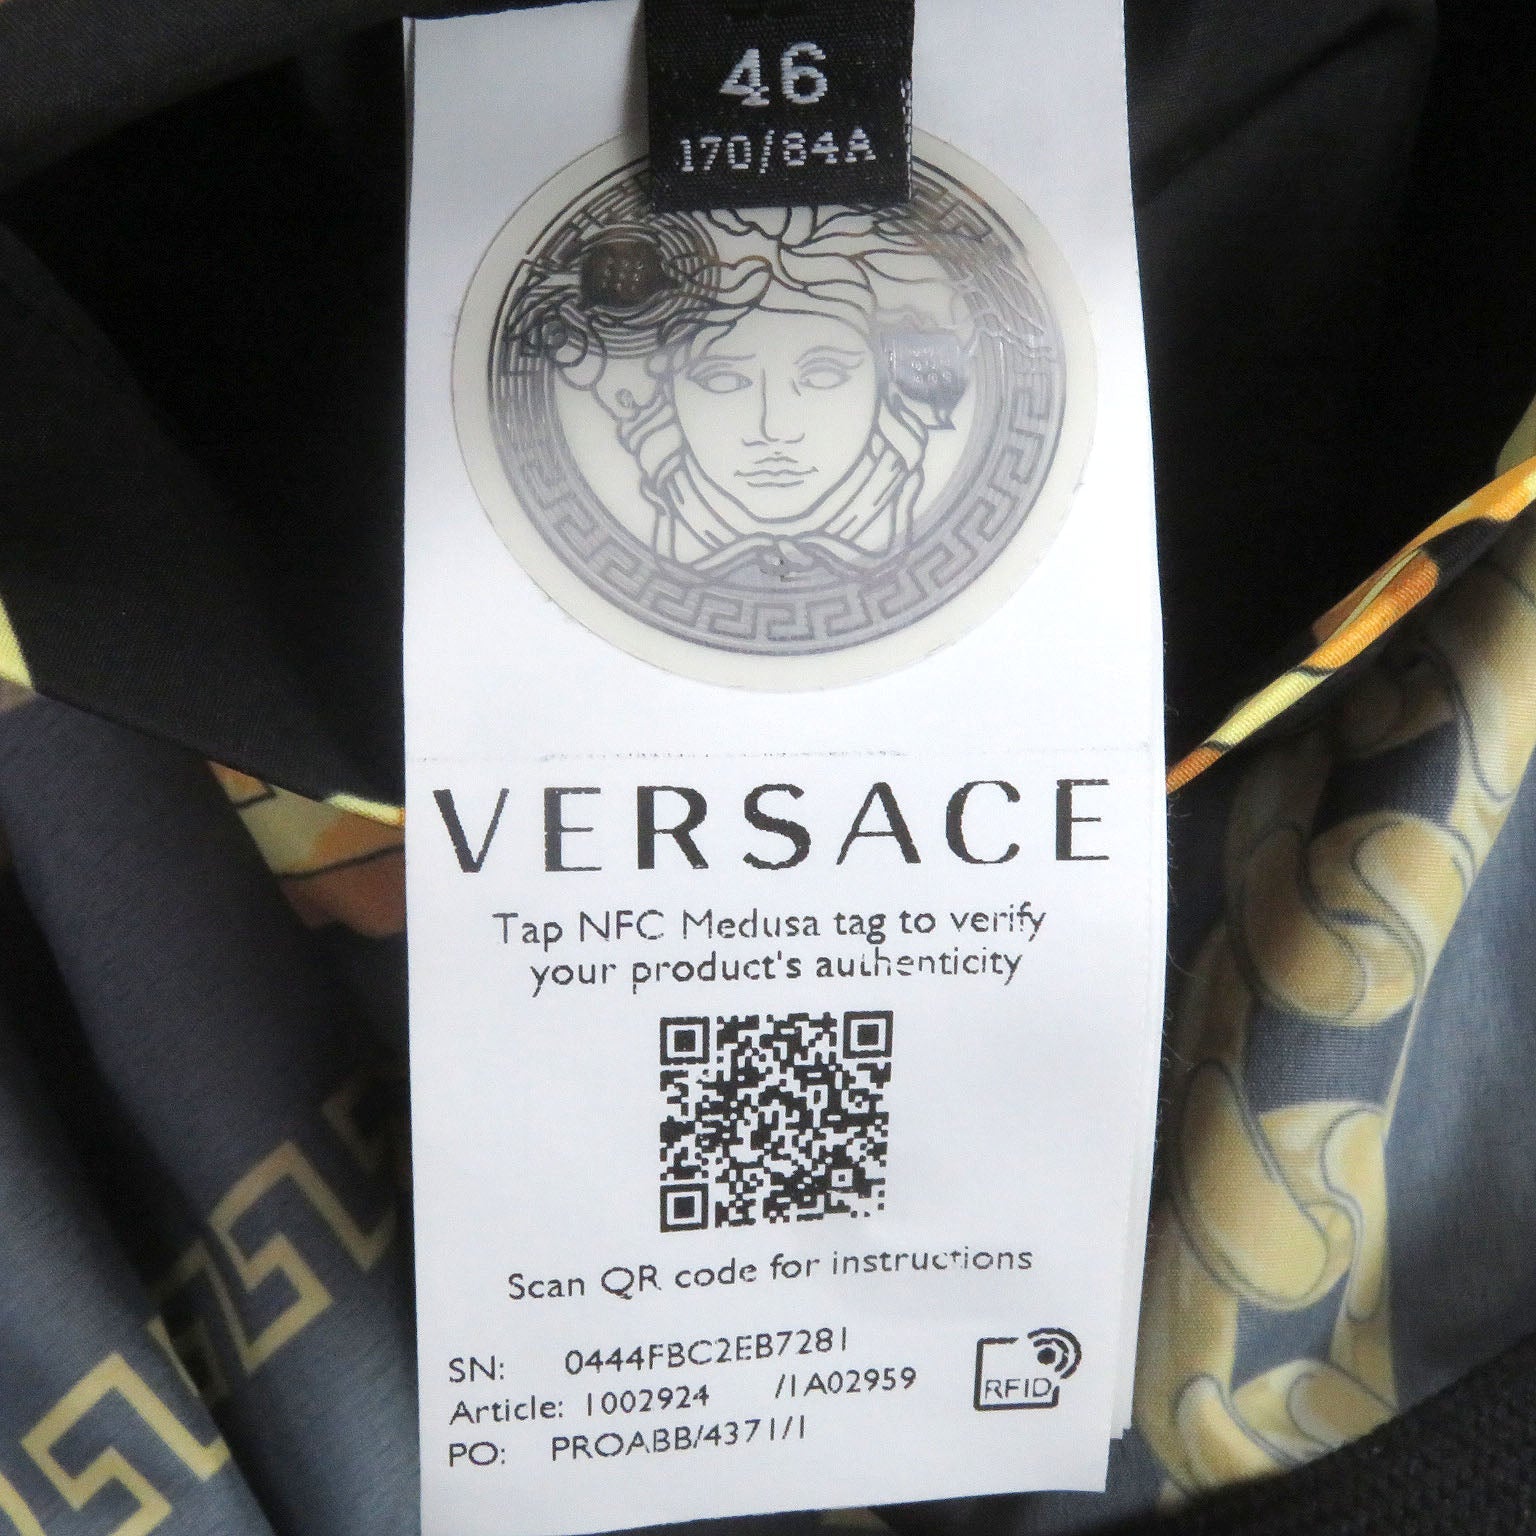 46
170/84A
VERSACE
Tap NFC Medusa tag to verify
your product's authenticity
Scan QR code for instructions
SN: 0444FBC2EB7281
Article: 1002924 /1A02959
PO: PROABB/4371/1
RFID